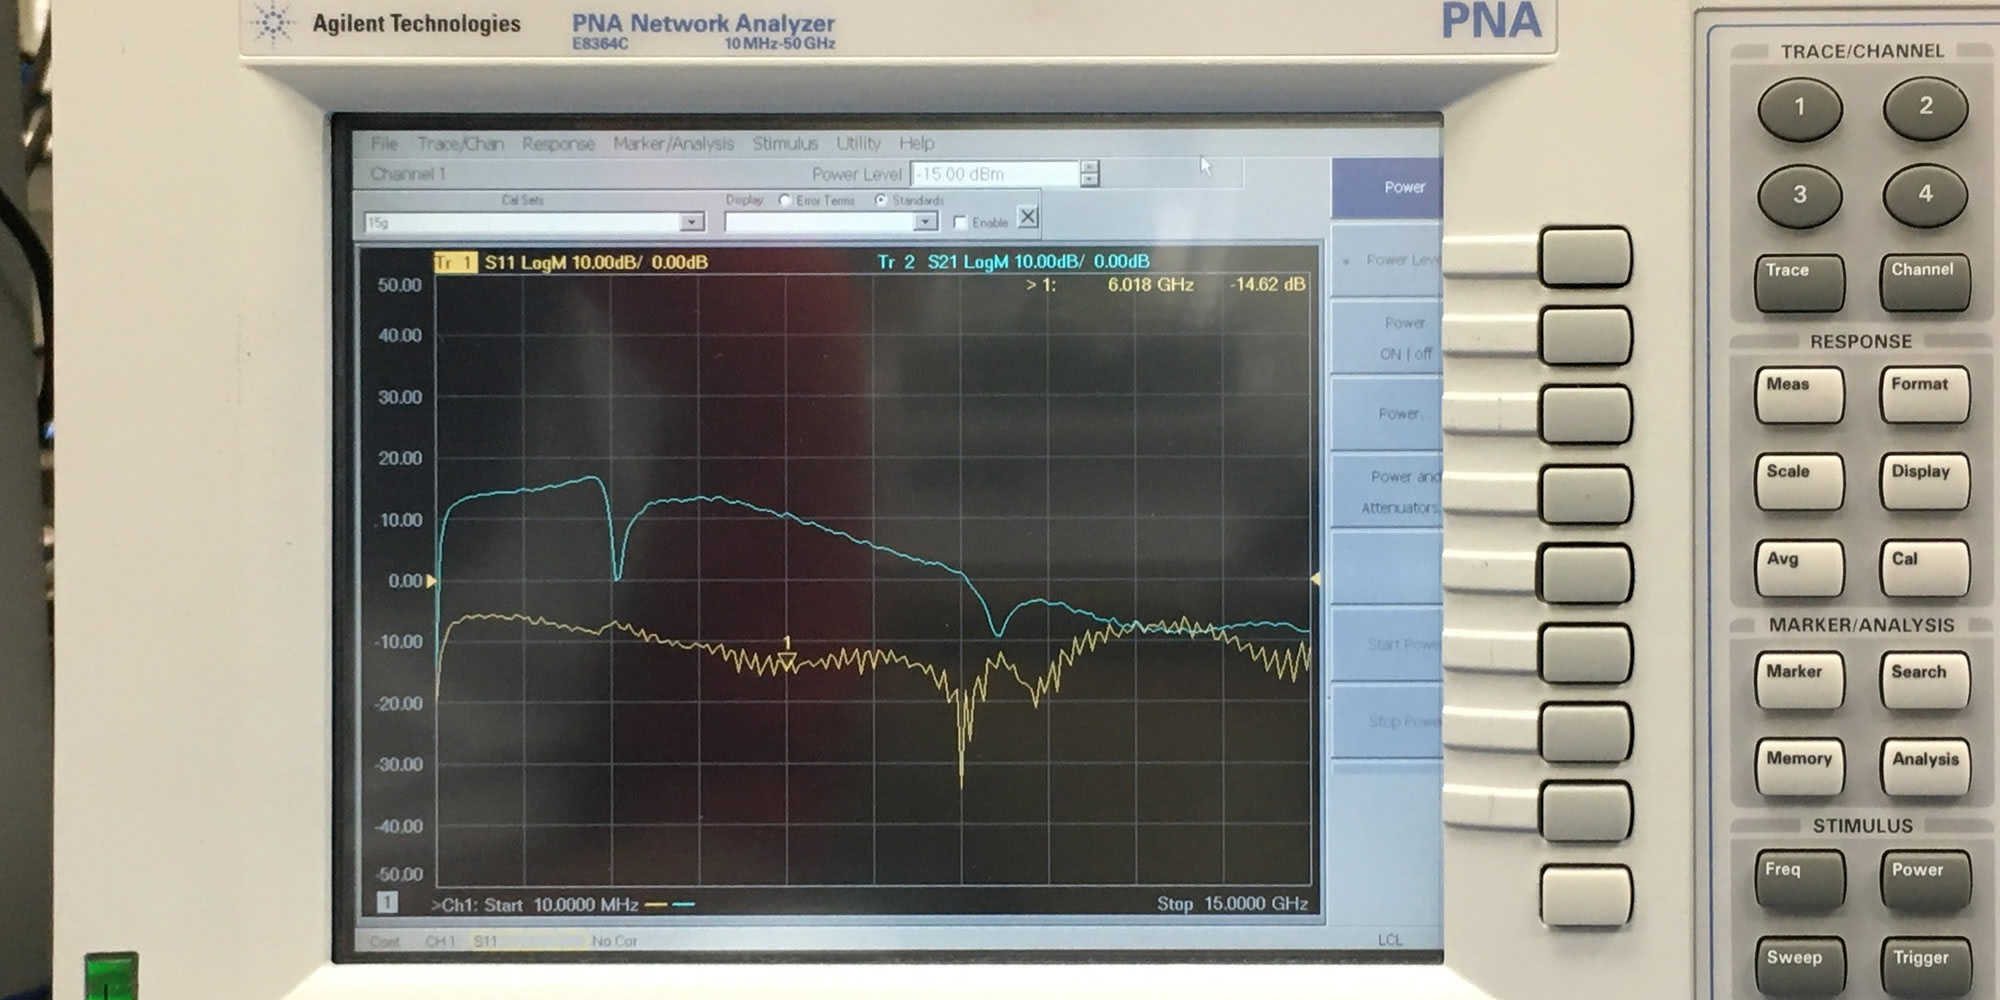 Agilent Technologies PNA Network Analyzer PNA
E8364C 10 MHz-50 GHz
File Trace/Chan Response Marker/Analysis Stimulus Utility Help
Channel 1 Power Level -15.00 dBm
Cal Sets Display Error Terms Standards
15g Enable
Tr 1 S11 LogM 10.00dB/ 0.00dB Tr 2 S21 LogM 10.00dB/ 0.00dB
> 1: 6.018 GHz -14.62 dB
50.00
40.00
30.00
20.00
10.00
0.00
-10.00
-20.00
-30.00
-40.00
-50.00
1
1 >Ch1: Start 10.0000 MHz Stop 15.0000 GHz
Cont CH 1: S11 No Cor LCL
Power
Power Leve
Power
ON | off
Power...
Power and
Attenuators
Start Powe
Stop Powe
TRACE/CHANNEL
1 2
3 4
Trace Channel
RESPONSE
Meas Format
Scale Display
Avg Cal
MARKER/ANALYSIS
Marker Search
Memory Analysis
STIMULUS
Freq Power
Sweep Trigger